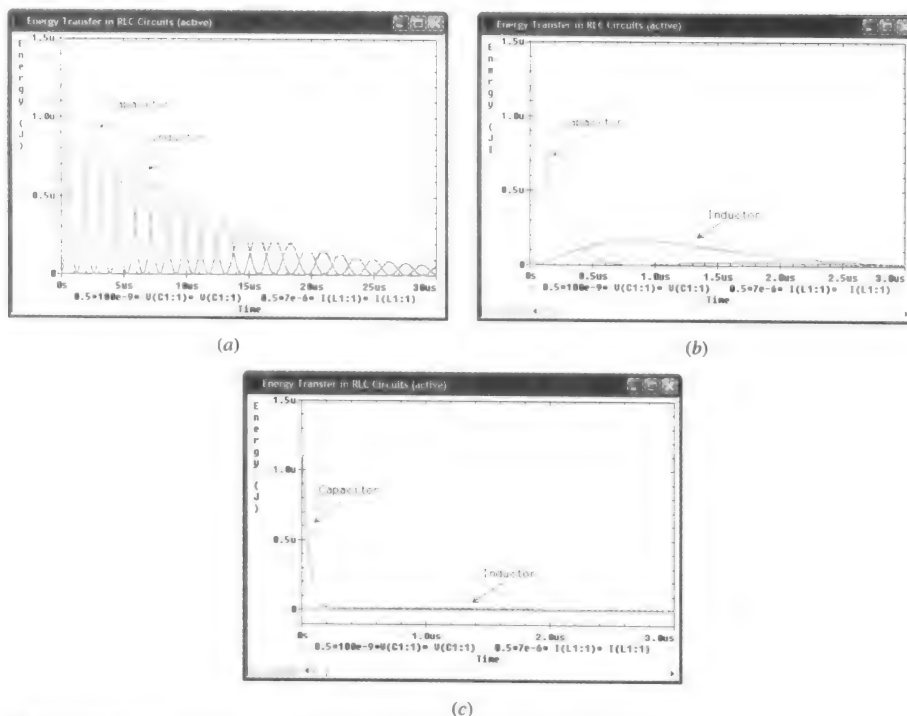 Energy Transfer in RLC Circuits (active)
Energy (J)
1.5u
1.0u
0.5u
0
0s 5us 10us 15us 20us 25us 30us
0.5*100e-9* V(C1:1)* V(C1:1) 0.5*7e-6* I(L1:1)* I(L1:1)
Time
(a)
Energy Transfer in RLC Circuits (active)
1.5u
1.0u
0.5u
0
Inductor
0s 0.5us 1.0us 1.5us 2.0us 2.5us 3.0us
0.5*100e-9* V(C1:1)* V(C1:1) 0.5*7e-6* I(L1:1)* I(L1:1)
Time
(b)
Energy Transfer in RLC Circuits (active)
Energy (J)
1.5u
1.0u
Capacitor
0.5u
Inductor
0
0s 1.0us 2.0us 3.0us
0.5*100e-9*V(C1:1)* V(C1:1) 0.5*7e-6* I(L1:1)* I(L1:1)
Time
(c)